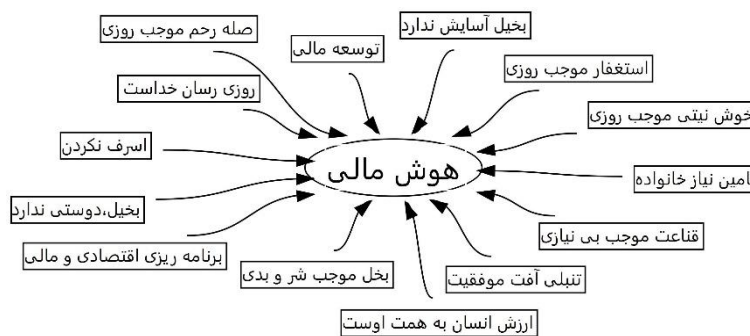 صله رحم موجب روزی
بخیل آسایش ندارد
توسعه مالی
استغفار موجب روزی
روزی رسان خداست
خوش نیتی موجب روزی
اسرف نکردن
هوش مالی
تامین نیاز خانواده
بخیل،دوستی ندارد
قناعت موجب بی نیازی
برنامه ریزی اقتصادی و مالی
بخل موجب شر و بدی
تنبلی آفت موفقیت
ارزش انسان به همت اوست